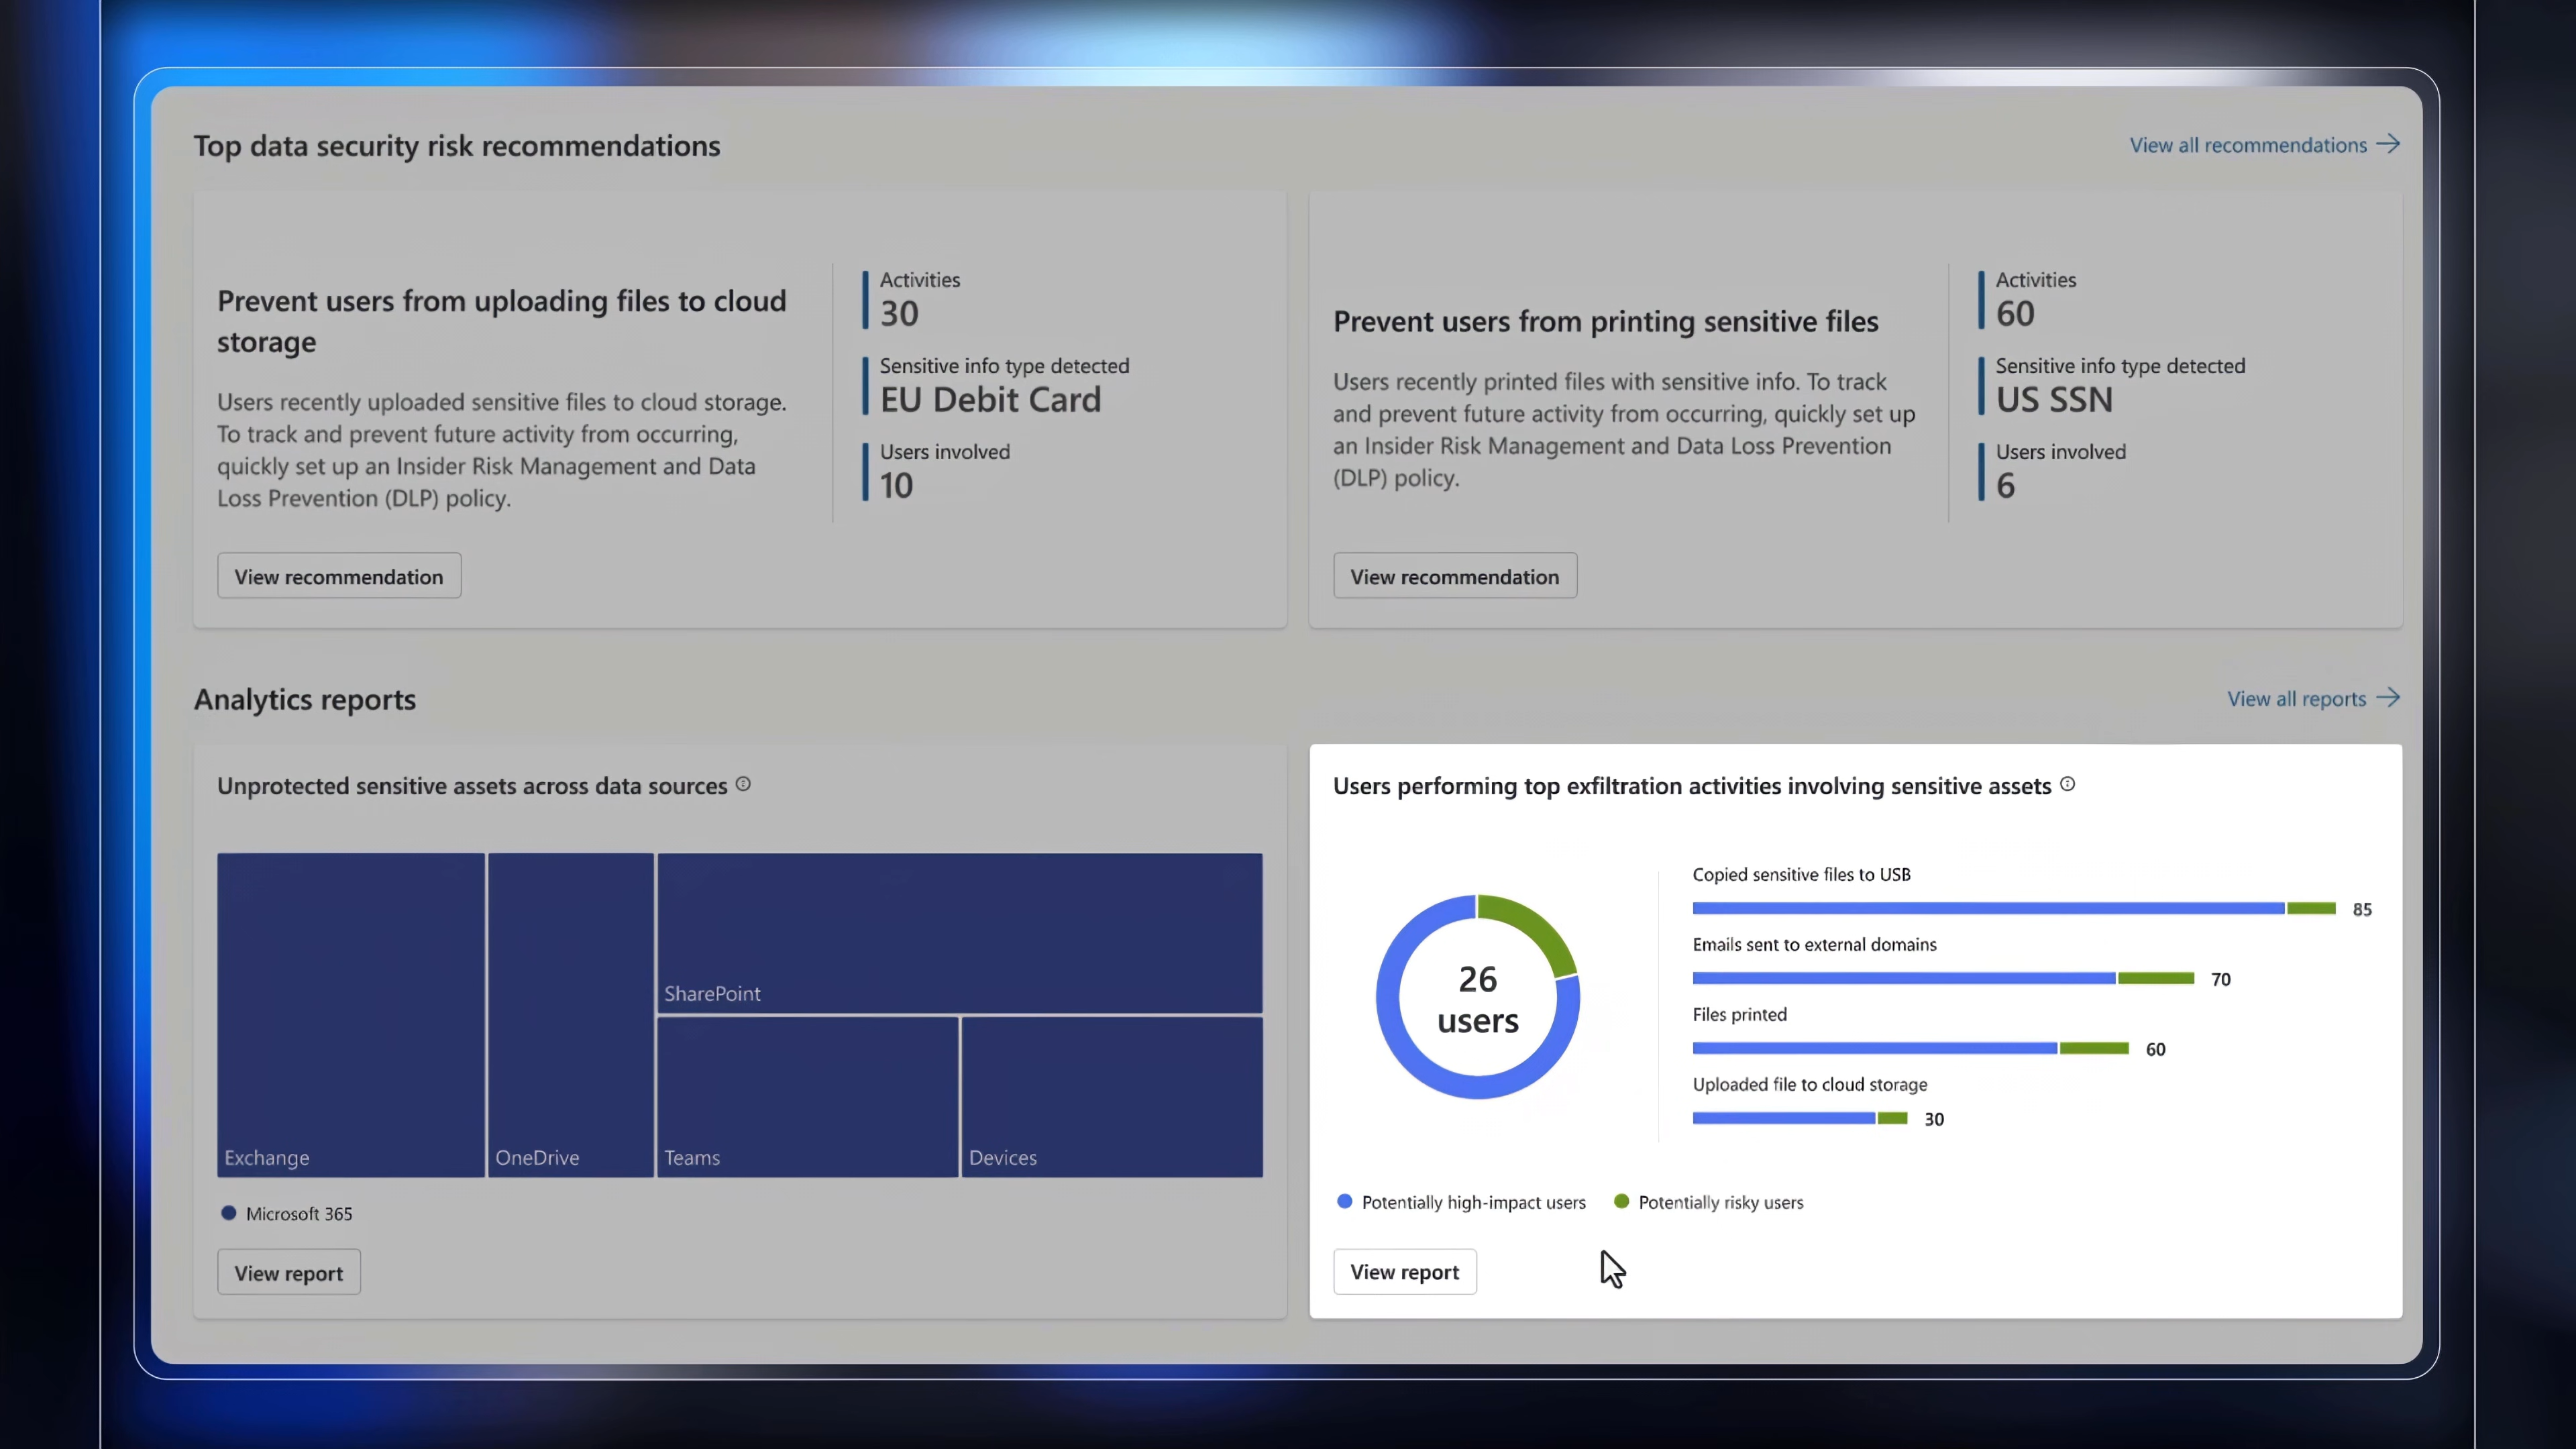 Top data security risk recommendations
View all recommendations
Prevent users from uploading files to cloud
storage
Users recently uploaded sensitive files to cloud storage.
To track and prevent future activity from occurring,
quickly set up an Insider Risk Management and Data
Loss Prevention (DLP) policy.
View recommendation
Activities
30
Sensitive info type detected
EU Debit Card
Users involved
10
Prevent users from printing sensitive files
Users recently printed files with sensitive info. To track
and prevent future activity from occurring, quickly set up
an Insider Risk Management and Data Loss Prevention
(DLP) policy.
View recommendation
Activities
60
Sensitive info type detected
US SSN
Users involved
6
Analytics reports
View all reports
Unprotected sensitive assets across data sources
Exchange
OneDrive
SharePoint
Teams
Devices
Microsoft 365
View report
Users performing top exfiltration activities involving sensitive assets
26
users
Copied sensitive files to USB
85
Emails sent to external domains
70
Files printed
60
Uploaded file to cloud storage
30
Potentially high-impact users
Potentially risky users
View report